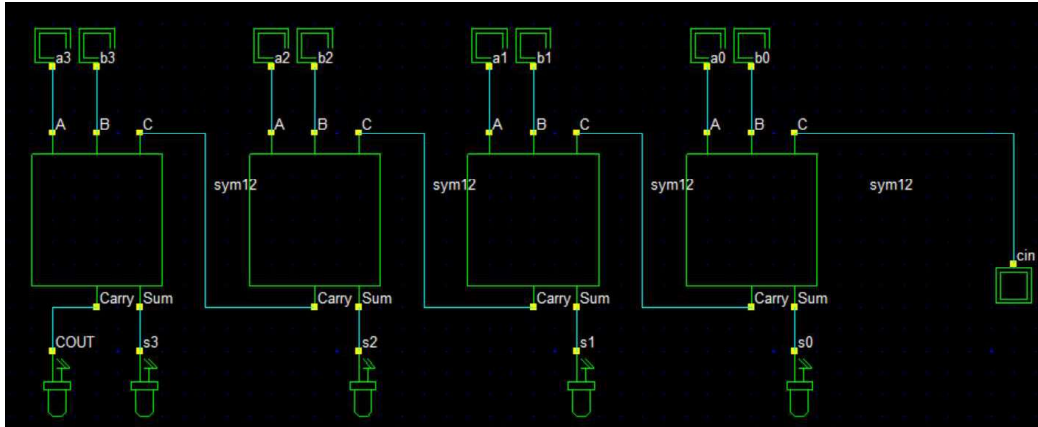 a3 b3 a2 b2 a1 b1 a0 b0
A B C A B C A B C A B C
sym12 sym12 sym12 sym12
cin
Carry Sum Carry Sum Carry Sum Carry Sum
COUT s3 s2 s1 s0